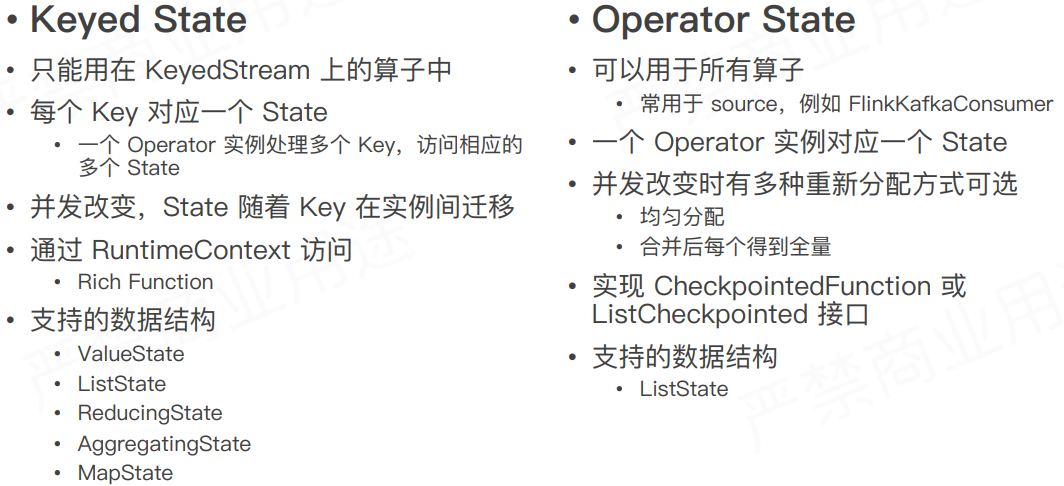 • Keyed State
• 只能用在 KeyedStream 上的算子中
• 每个 Key 对应一个 State
• 一个 Operator 实例处理多个 Key，访问相应的
多个 State
• 并发改变，State 随着 Key 在实例间迁移
• 通过 RuntimeContext 访问
• Rich Function
• 支持的数据结构
• ValueState
• ListState
• ReducingState
• AggregatingState
• MapState
• Operator State
• 可以用于所有算子
• 常用于 source，例如 FlinkKafkaConsumer
• 一个 Operator 实例对应一个 State
• 并发改变时有多种重新分配方式可选
• 均匀分配
• 合并后每个得到全量
• 实现 CheckpointedFunction 或
ListCheckpointed 接口
• 支持的数据结构
• ListState
严禁商业用途
严禁商业用